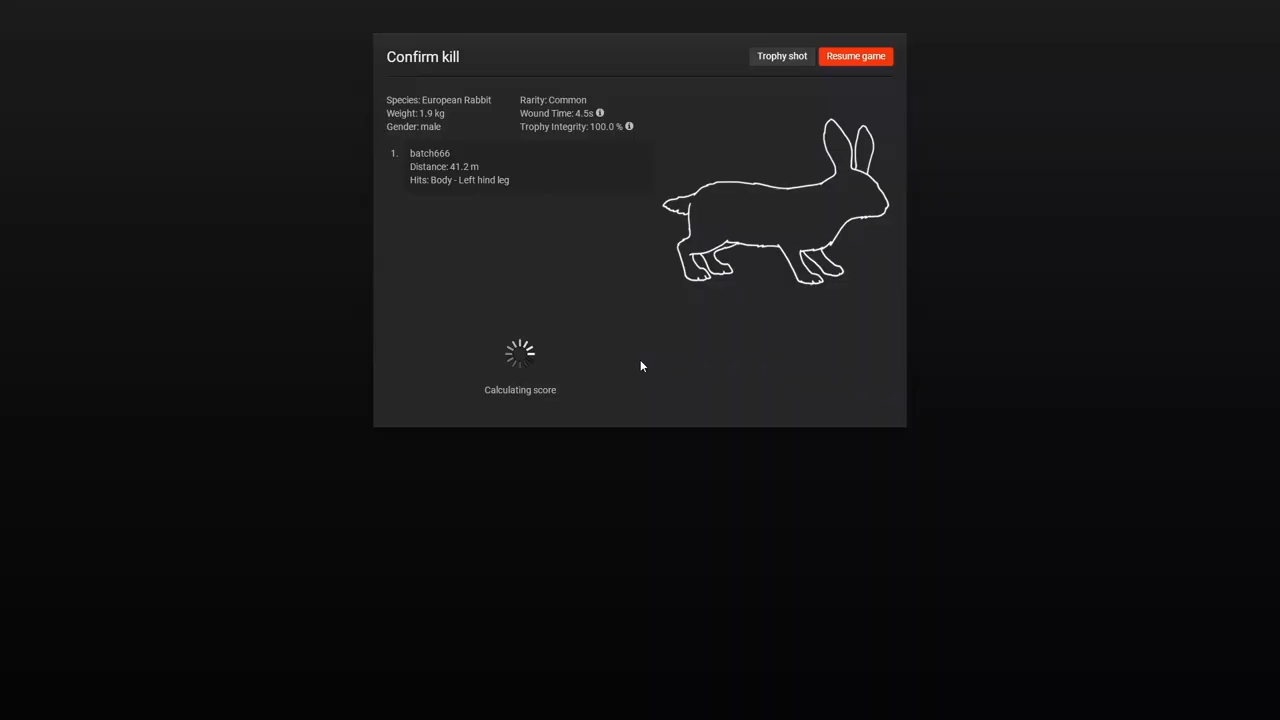 Confirm kill
Trophy shot
Resume game
Species: European Rabbit
Rarity: Common
Weight: 1.9 kg
Wound Time: 4.5s
Gender: male
Trophy Integrity: 100.0 %
1. batch666
Distance: 41.2 m
Hits: Body - Left hind leg
Calculating score